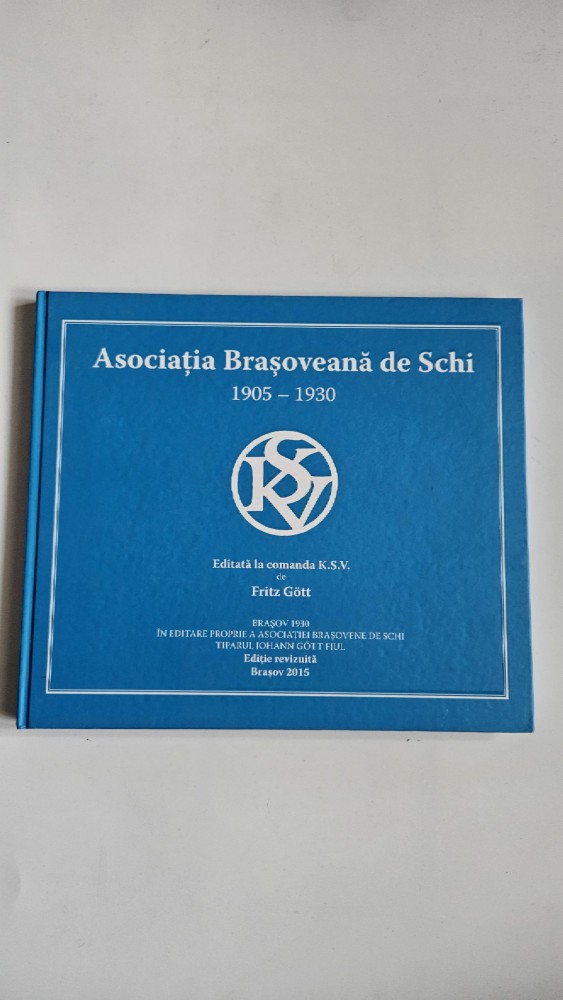 Asociația Brașoveană de Schi
1905 – 1930
KSV
Editată la comanda K.S.V.
de
Fritz Gött
BRAȘOV 1930
ÎN EDITARE PROPRIE A ASOCIAȚIEI BRAȘOVENE DE SCHI
TIPARUL IOHANN GÖTT FIUL
Ediție revizuită
Brașov 2015